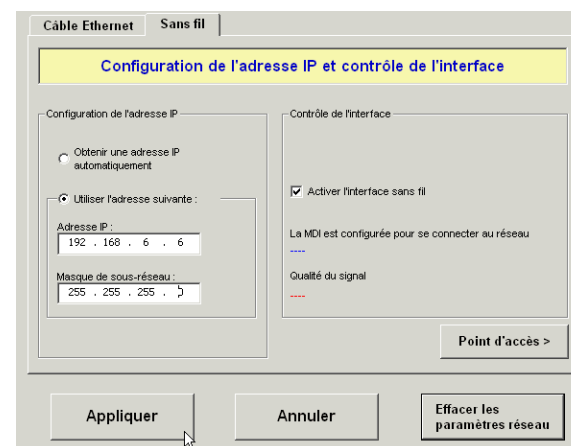 Câble Ethernet
Sans fil
Configuration de l'adresse IP et contrôle de l'interface
Configuration de l'adresse IP
Obtenir une adresse IP
automatiquement
Utiliser l'adresse suivante :
Adresse IP :
192 . 168 . 6 . 6
Masque de sous-réseau :
255 . 255 . 255 .
Contrôle de l'interface
Activer l'interface sans fil
La MDI est configurée pour se connecter au réseau
----
Qualité du signal
----
Point d'accès >
Appliquer
Annuler
Effacer les
paramètres réseau